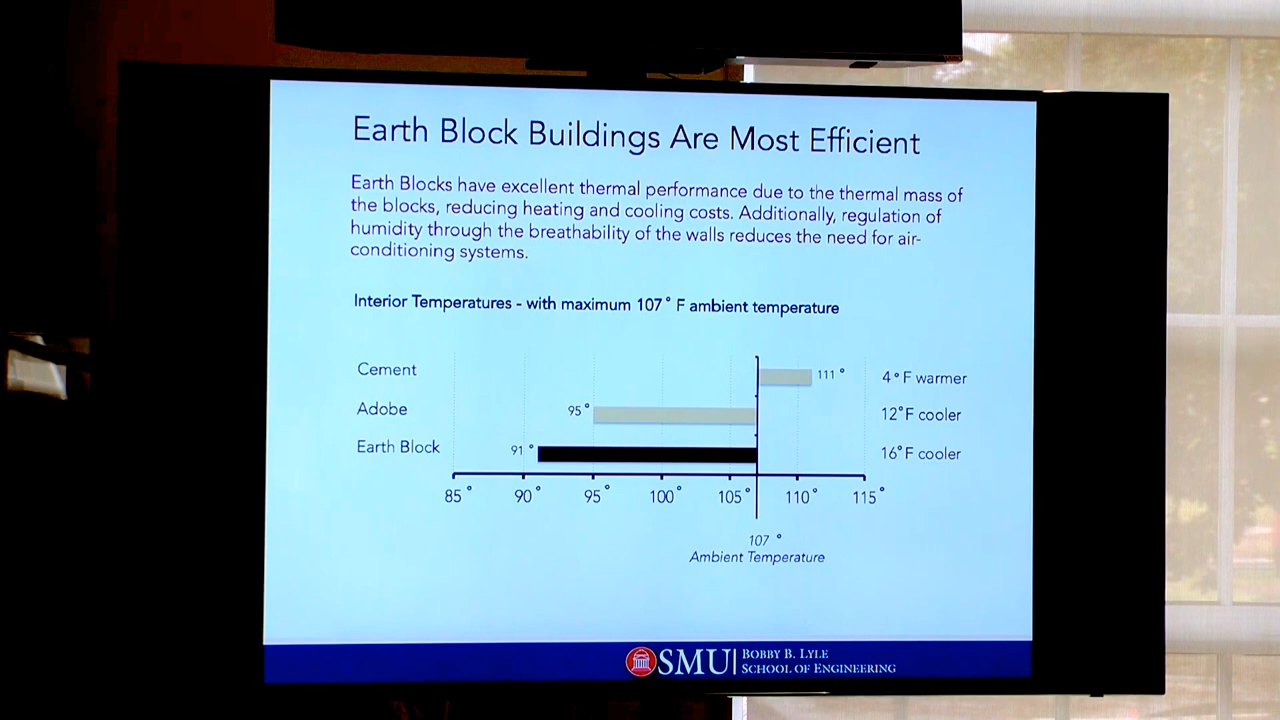 Earth Block Buildings Are Most Efficient
Earth Blocks have excellent thermal performance due to the thermal mass of
the blocks, reducing heating and cooling costs. Additionally, regulation of
humidity through the breathability of the walls reduces the need for air-
conditioning systems.
Interior Temperatures - with maximum 107° F ambient temperature
Cement 111° 4°F warmer
Adobe 95° 12°F cooler
Earth Block 91° 16°F cooler
85° 90° 95° 100° 105° 110° 115°
107°
Ambient Temperature
SMU BOBBY B. LYLE
SCHOOL OF ENGINEERING